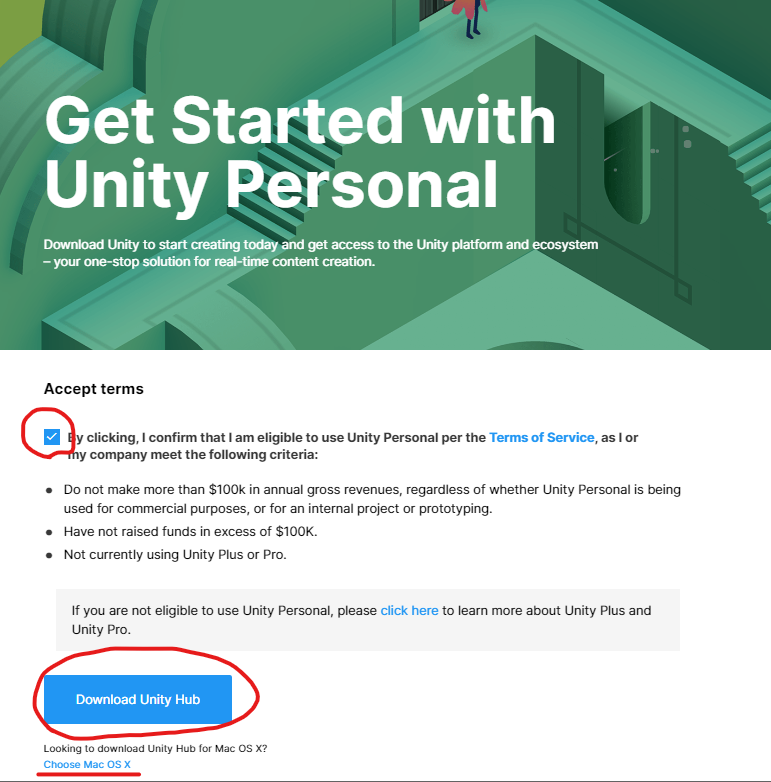 Get Started with
Unity Personal
Download Unity to start creating today and get access to the Unity platform and ecosystem
– your one-stop solution for real-time content creation.
Accept terms
By clicking, I confirm that I am eligible to use Unity Personal per the Terms of Service, as I or
my company meet the following criteria:
● Do not make more than $100k in annual gross revenues, regardless of whether Unity Personal is being
used for commercial purposes, or for an internal project or prototyping.
● Have not raised funds in excess of $100K.
● Not currently using Unity Plus or Pro.
If you are not eligible to use Unity Personal, please click here to learn more about Unity Plus and
Unity Pro.
Download Unity Hub
Looking to download Unity Hub for Mac OS X?
Choose Mac OS X